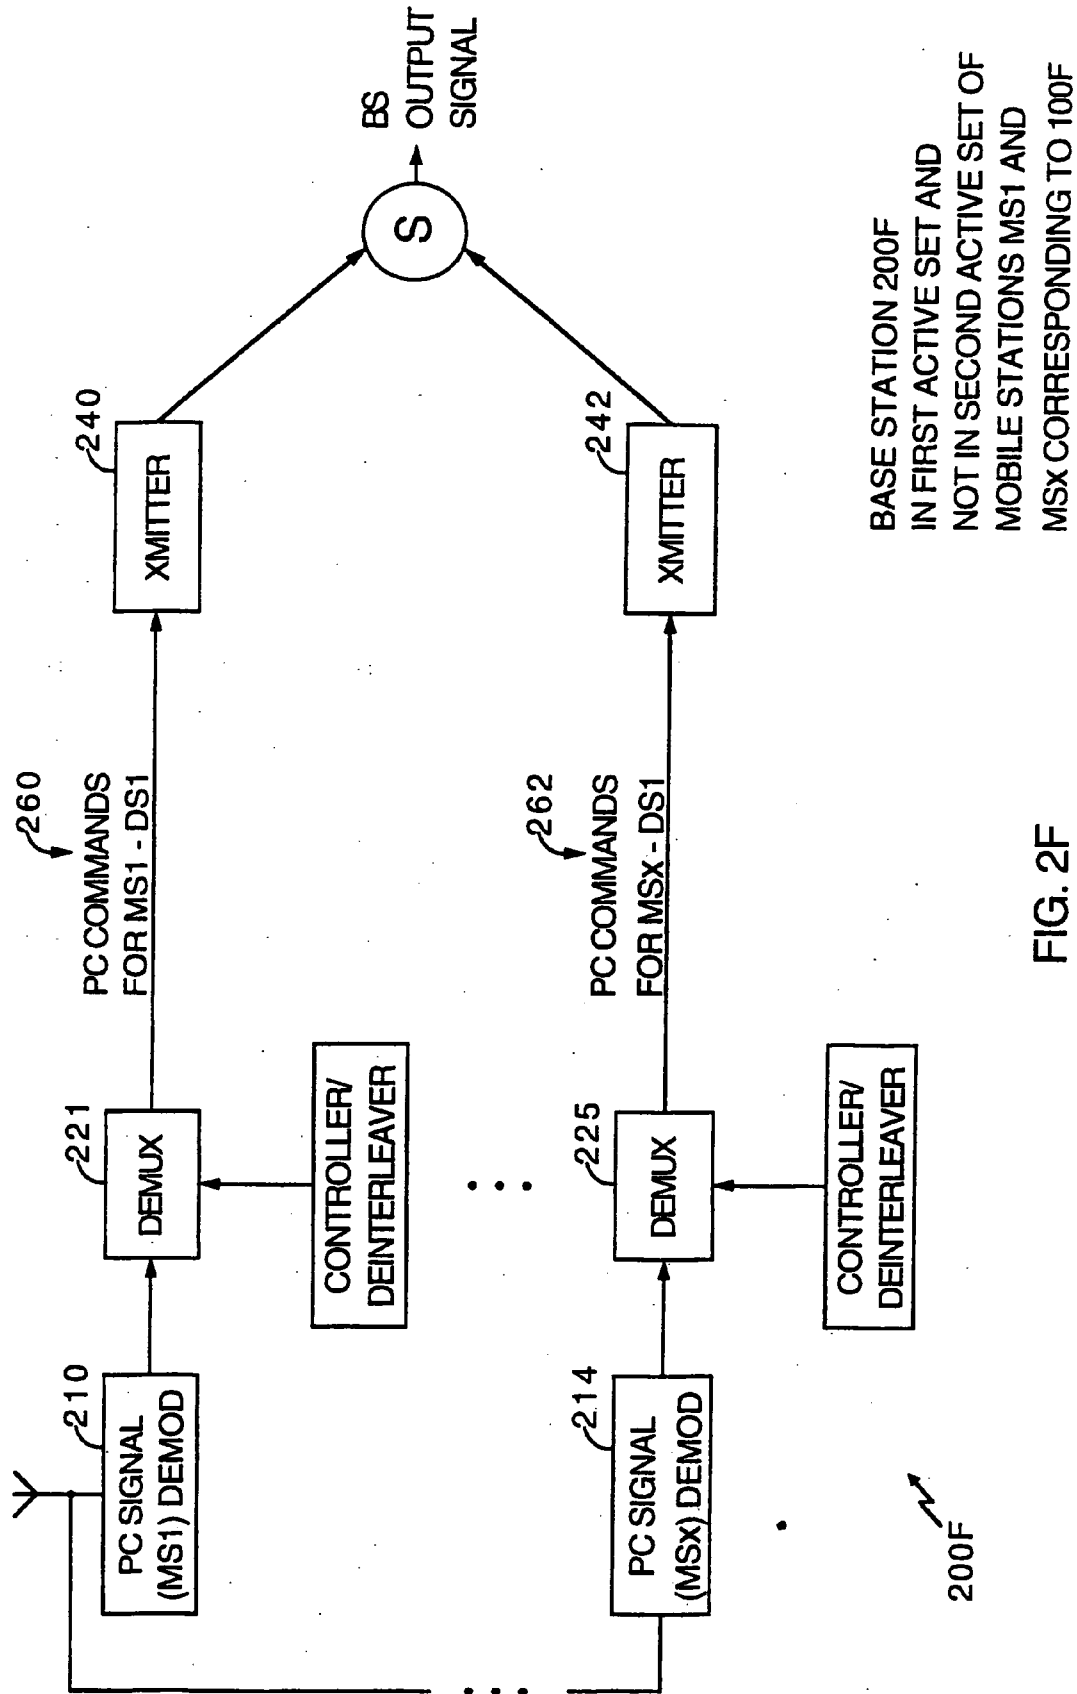 210
PC SIGNAL
(MS1) DEMOD
221
DEMUX
CONTROLLER/
DEINTERLEAVER
260
PC COMMANDS
FOR MS1 - DS1
240
XMITTER
214
PC SIGNAL
(MSx) DEMOD
225
DEMUX
CONTROLLER/
DEINTERLEAVER
262
PC COMMANDS
FOR MSx - DS1
242
XMITTER
S
BS
OUTPUT
SIGNAL
200F
BASE STATION 200F
IN FIRST ACTIVE SET AND
NOT IN SECOND ACTIVE SET OF
MOBILE STATIONS MS1 AND
MSx CORRESPONDING TO 100F
FIG. 2F